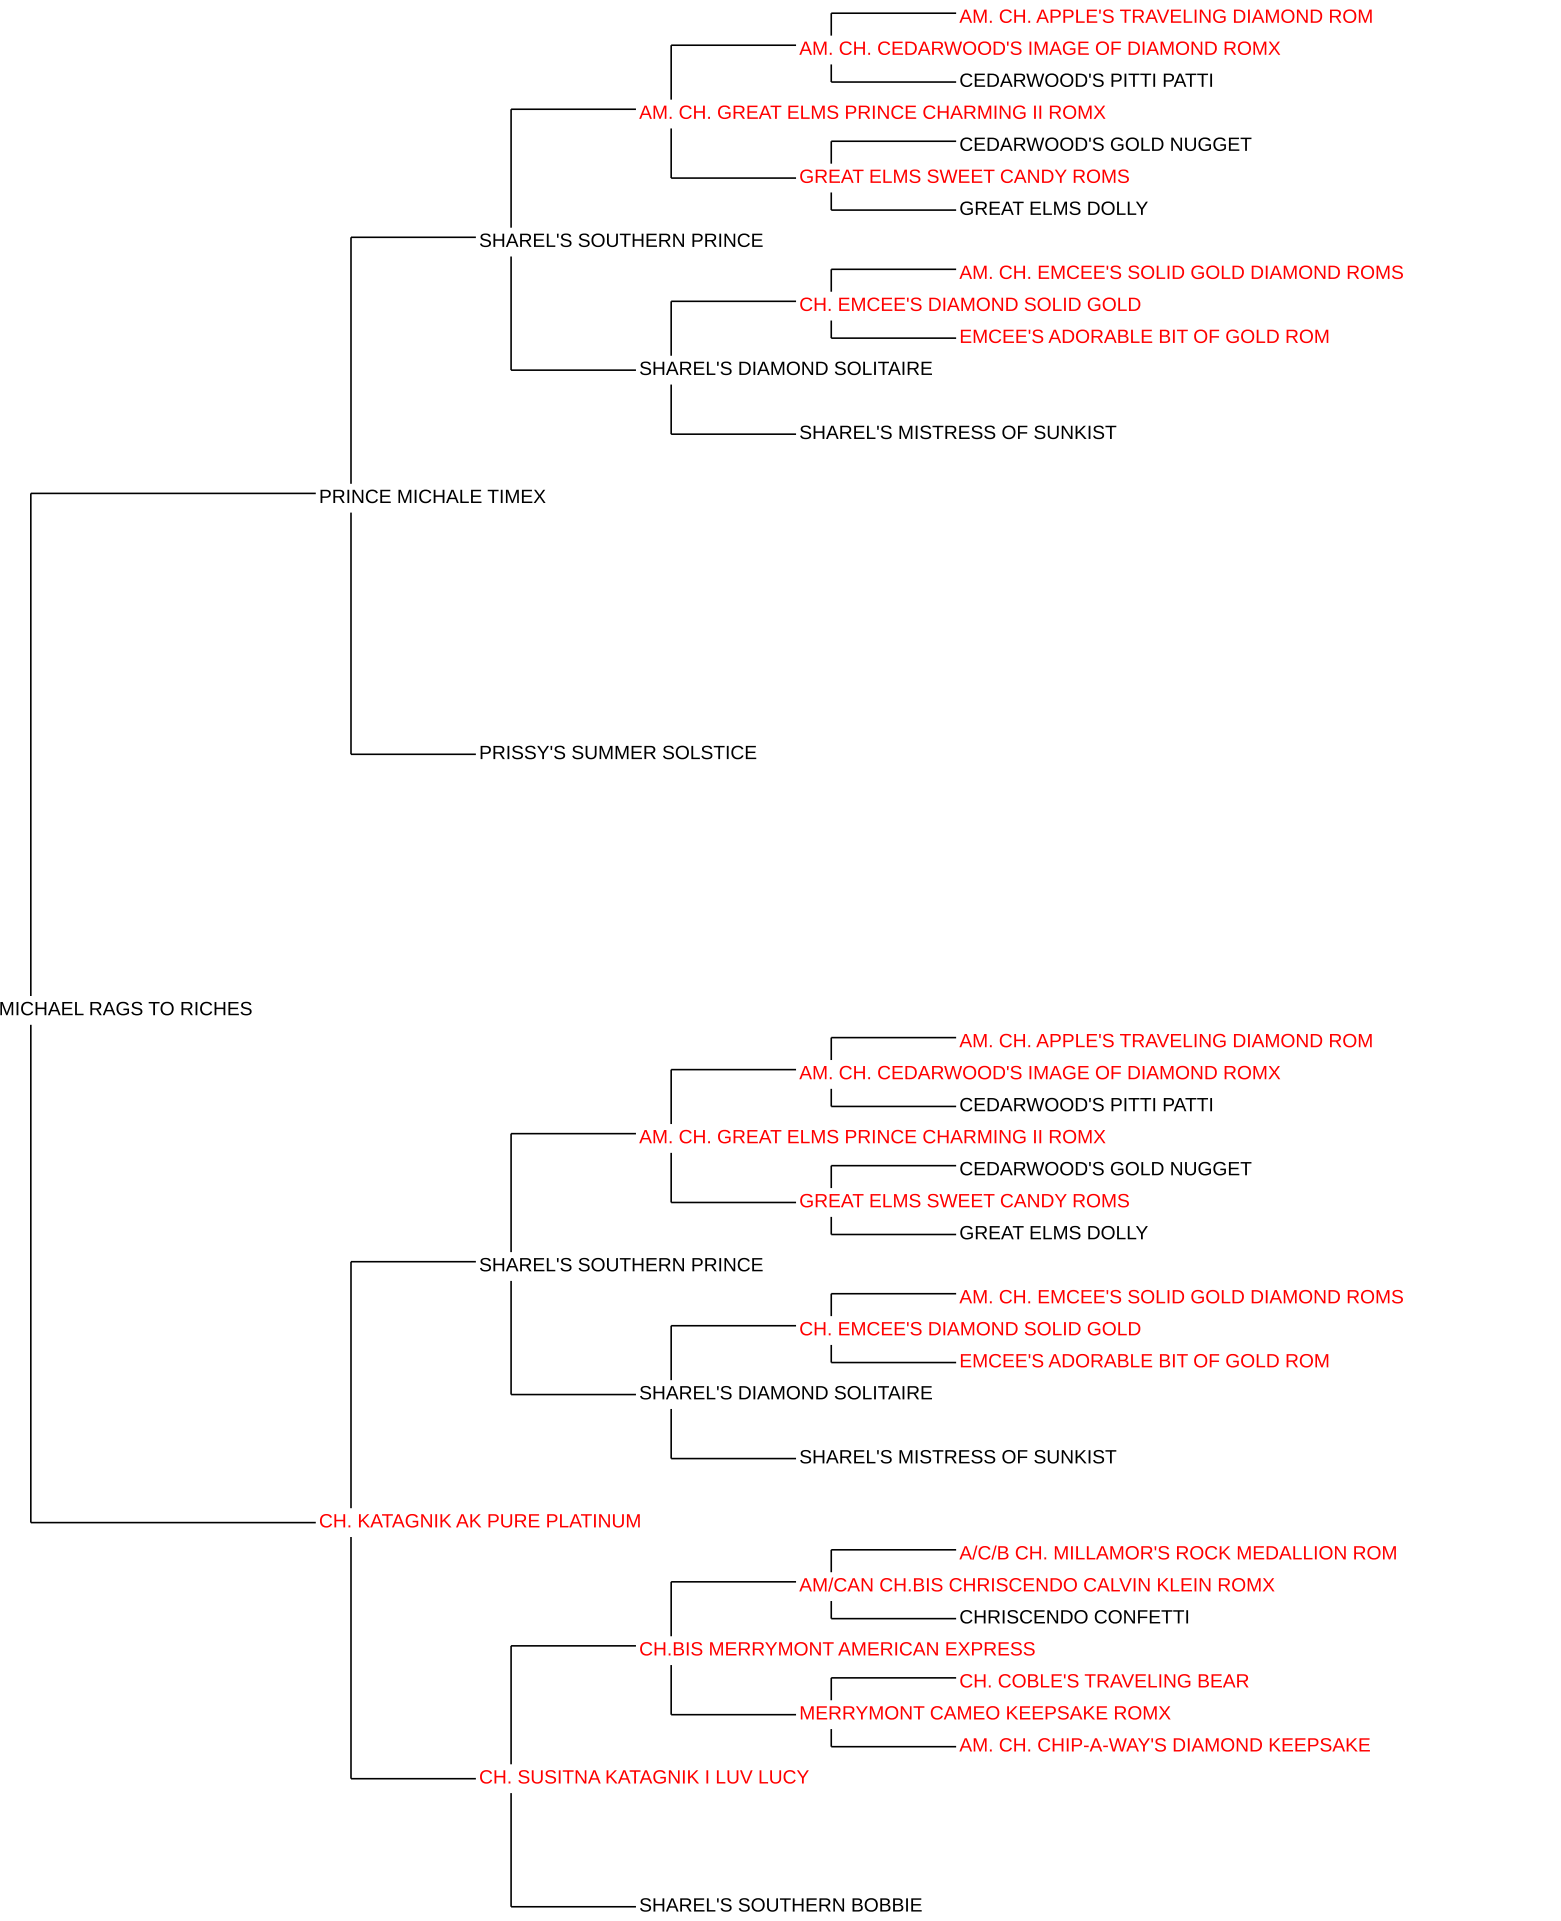 AM. CH. APPLE'S TRAVELING DIAMOND ROM
AM. CH. CEDARWOOD'S IMAGE OF DIAMOND ROMX
CEDARWOOD'S PITTI PATTI
AM. CH. GREAT ELMS PRINCE CHARMING II ROMX
CEDARWOOD'S GOLD NUGGET
GREAT ELMS SWEET CANDY ROMS
GREAT ELMS DOLLY
SHAREL'S SOUTHERN PRINCE
AM. CH. EMCEE'S SOLID GOLD DIAMOND ROMS
CH. EMCEE'S DIAMOND SOLID GOLD
EMCEE'S ADORABLE BIT OF GOLD ROM
SHAREL'S DIAMOND SOLITAIRE
SHAREL'S MISTRESS OF SUNKIST
PRINCE MICHALE TIMEX
PRISSY'S SUMMER SOLSTICE
MICHAEL RAGS TO RICHES
AM. CH. APPLE'S TRAVELING DIAMOND ROM
AM. CH. CEDARWOOD'S IMAGE OF DIAMOND ROMX
CEDARWOOD'S PITTI PATTI
AM. CH. GREAT ELMS PRINCE CHARMING II ROMX
CEDARWOOD'S GOLD NUGGET
GREAT ELMS SWEET CANDY ROMS
GREAT ELMS DOLLY
SHAREL'S SOUTHERN PRINCE
AM. CH. EMCEE'S SOLID GOLD DIAMOND ROMS
CH. EMCEE'S DIAMOND SOLID GOLD
EMCEE'S ADORABLE BIT OF GOLD ROM
SHAREL'S DIAMOND SOLITAIRE
SHAREL'S MISTRESS OF SUNKIST
CH. KATAGNIK AK PURE PLATINUM
A/C/B CH. MILLAMOR'S ROCK MEDALLION ROM
AM/CAN CH.BIS CHRISCENDO CALVIN KLEIN ROMX
CHRISCENDO CONFETTI
CH.BIS MERRYMONT AMERICAN EXPRESS
CH. COBLE'S TRAVELING BEAR
MERRYMONT CAMEO KEEPSAKE ROMX
AM. CH. CHIP-A-WAY'S DIAMOND KEEPSAKE
CH. SUSITNA KATAGNIK I LUV LUCY
SHAREL'S SOUTHERN BOBBIE